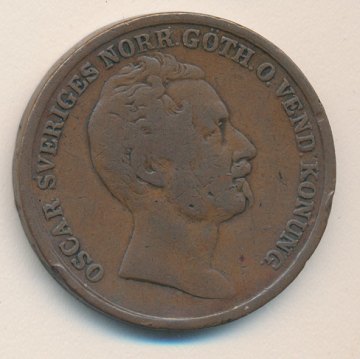 OSCAR SVERIGES NORR. GÖTH. O. VEND. KONUNG.